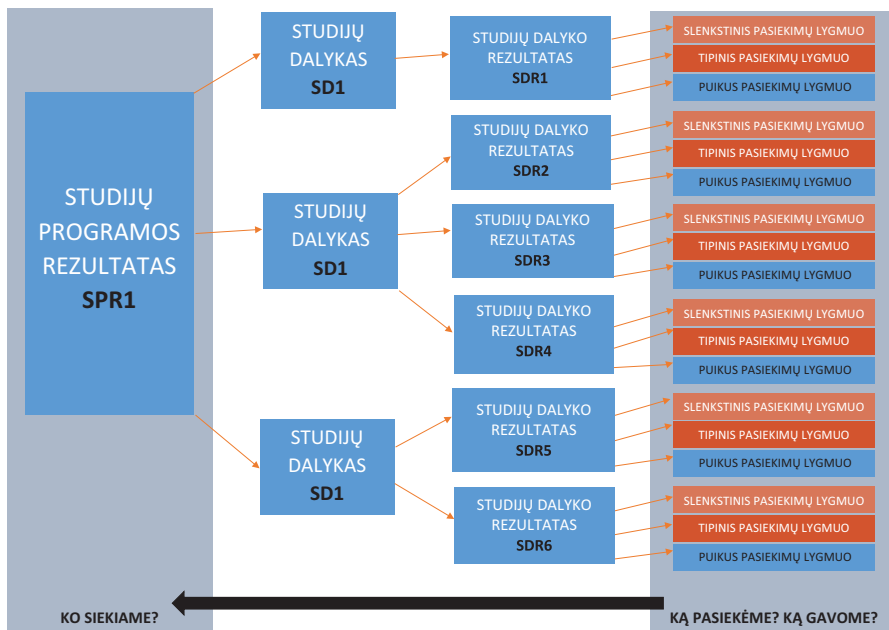 STUDIJŲ
PROGRAMOS
REZULTATAS
SPR1
STUDIJŲ
DALYKAS
SD1
STUDIJŲ
DALYKAS
SD1
STUDIJŲ
DALYKAS
SD1
STUDIJŲ DALYKO
REZULTATAS
SDR1
STUDIJŲ DALYKO
REZULTATAS
SDR2
STUDIJŲ DALYKO
REZULTATAS
SDR3
STUDIJŲ DALYKO
REZULTATAS
SDR4
STUDIJŲ DALYKO
REZULTATAS
SDR5
STUDIJŲ DALYKO
REZULTATAS
SDR6
SLENKSTINIS PASIEKIMŲ LYGMUO
TIPINIS PASIEKIMŲ LYGMUO
PUIKUS PASIEKIMŲ LYGMUO
SLENKSTINIS PASIEKIMŲ LYGMUO
TIPINIS PASIEKIMŲ LYGMUO
PUIKUS PASIEKIMŲ LYGMUO
SLENKSTINIS PASIEKIMŲ LYGMUO
TIPINIS PASIEKIMŲ LYGMUO
PUIKUS PASIEKIMŲ LYGMUO
SLENKSTINIS PASIEKIMŲ LYGMUO
TIPINIS PASIEKIMŲ LYGMUO
PUIKUS PASIEKIMŲ LYGMUO
SLENKSTINIS PASIEKIMŲ LYGMUO
TIPINIS PASIEKIMŲ LYGMUO
PUIKUS PASIEKIMŲ LYGMUO
SLENKSTINIS PASIEKIMŲ LYGMUO
TIPINIS PASIEKIMŲ LYGMUO
PUIKUS PASIEKIMŲ LYGMUO
KO SIEKIAME?
KĄ PASIEKĖME? KĄ GAVOME?